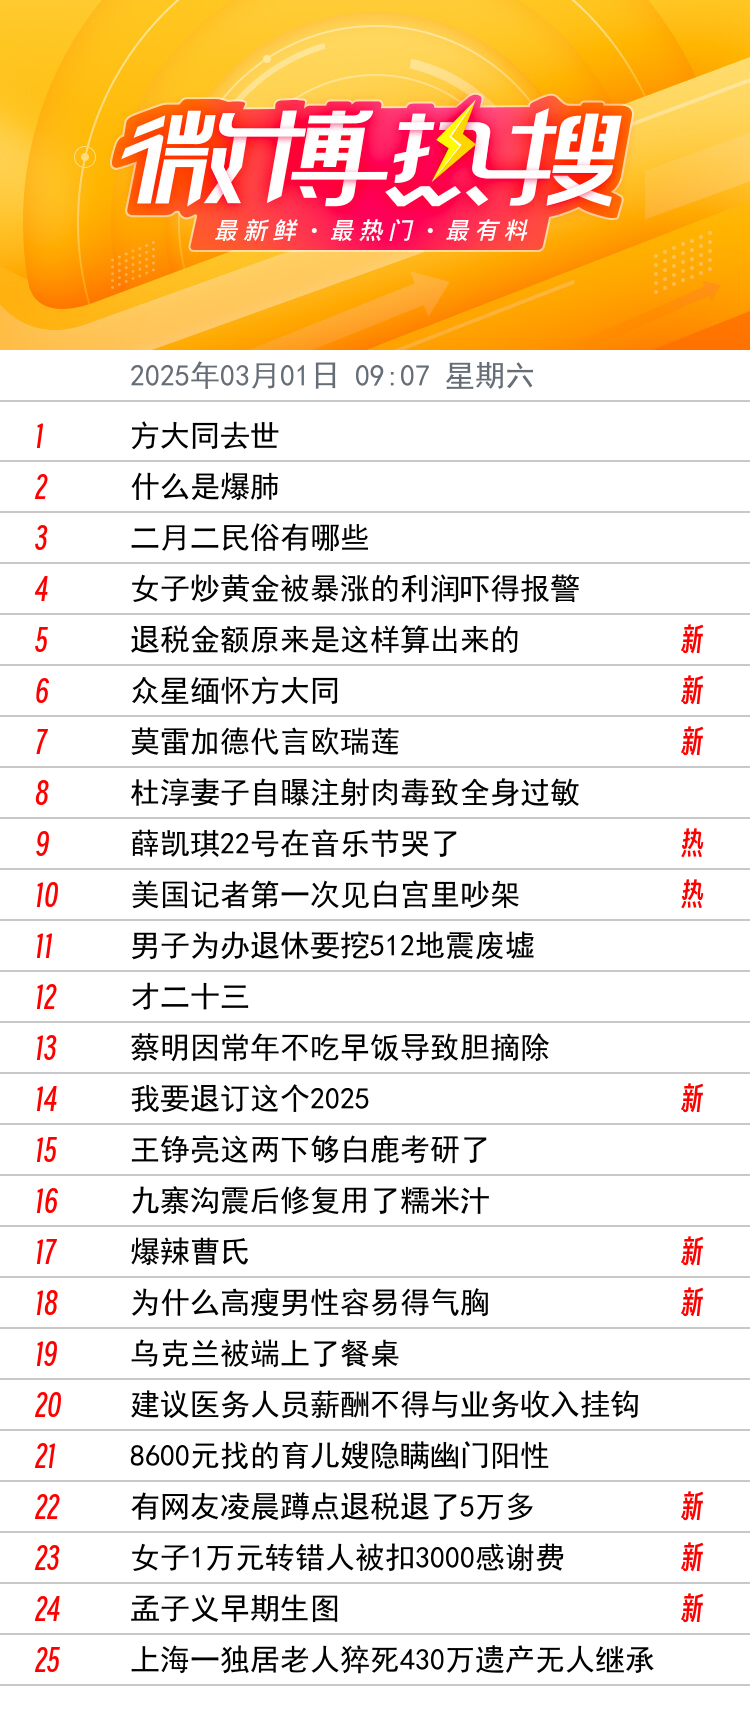 微博热搜
最新鲜·最热门·最有料
2025年03月01日 09:07 星期六
1 方大同去世
2 什么是爆肺
3 二月二民俗有哪些
4 女子炒黄金被暴涨的利润吓得报警
5 退税金额原来是这样算出来的 新
6 众星缅怀方大同 新
7 莫雷加德代言欧瑞莲 新
8 杜淳妻子自曝注射肉毒致全身过敏
9 薛凯琪22号在音乐节哭了 热
10 美国记者第一次见白宫里吵架 热
11 男子为办退休要挖512地震废墟
12 才二十三
13 蔡明因常年不吃早饭导致胆摘除
14 我要退订这个2025 新
15 王铮亮这两下够白鹿考研了
16 九寨沟震后修复用了糯米汁
17 爆辣曹氏 新
18 为什么高瘦男性容易得气胸 新
19 乌克兰被端上了餐桌
20 建议医务人员薪酬不得与业务收入挂钩
21 8600元找的育儿嫂隐瞒幽门阳性
22 有网友凌晨蹲点退税退了5万多 新
23 女子1万元转错人被扣3000感谢费 新
24 孟子义早期生图 新
25 上海一独居老人猝死430万遗产无人继承